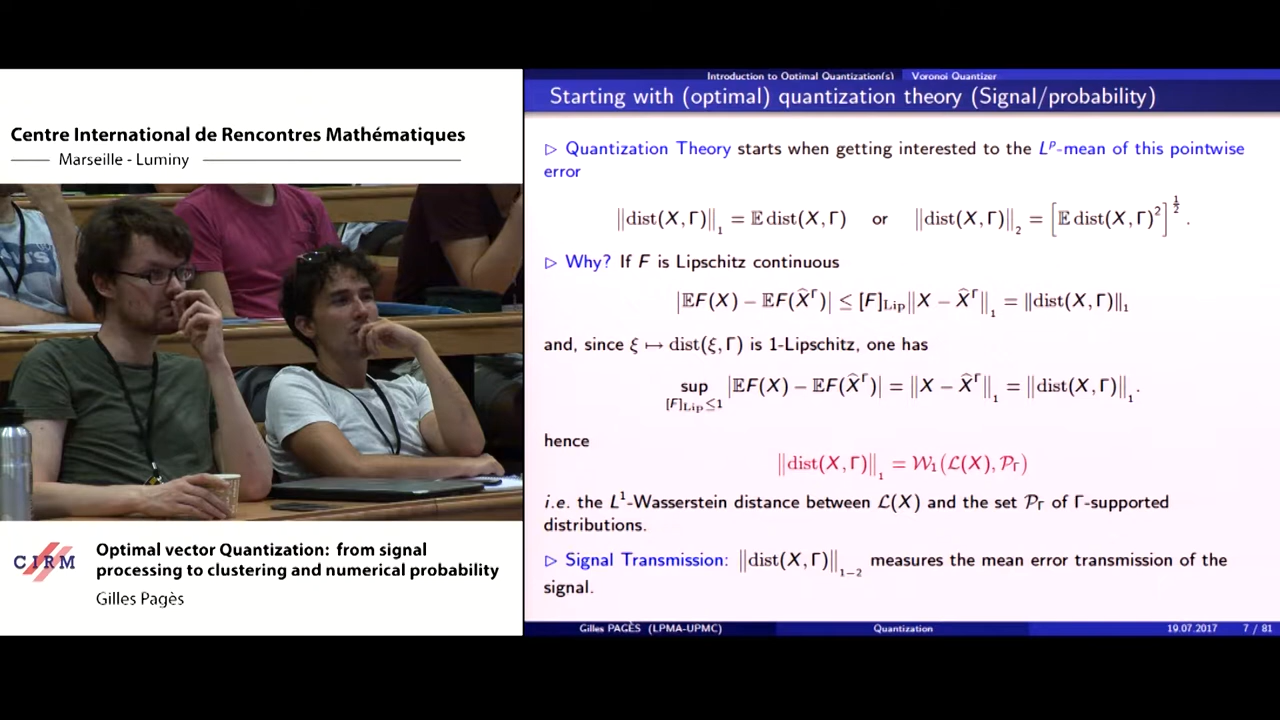 Centre International de Rencontres Mathématiques
Marseille - Luminy
CIRM
Optimal vector Quantization: from signal
processing to clustering and numerical probability
Gilles Pagès
Introduction to Optimal Quantization(s) Voronoi Quantizer
Starting with (optimal) quantization theory (Signal/probability)
▷ Quantization Theory starts when getting interested to the Lᵖ-mean of this pointwise
error
‖dist(X, Γ)‖₁ = 𝔼 dist(X, Γ) or ‖dist(X, Γ)‖₂ = [𝔼 dist(X, Γ)²]^{1/2}.
▷ Why? If F is Lipschitz continuous
|𝔼F(X) − 𝔼F(X̂^Γ)| ≤ [F]_Lip ‖X − X̂^Γ‖₁ = ‖dist(X, Γ)‖₁
and, since ξ ↦ dist(ξ, Γ) is 1-Lipschitz, one has
sup_{[F]_Lip ≤ 1} |𝔼F(X) − 𝔼F(X̂^Γ)| = ‖X − X̂^Γ‖₁ = ‖dist(X, Γ)‖₁.
hence
‖dist(X, Γ)‖₁ = 𝒲₁(ℒ(X), 𝒫_Γ)
i.e. the L¹-Wasserstein distance between ℒ(X) and the set 𝒫_Γ of Γ-supported
distributions.
▷ Signal Transmission: ‖dist(X, Γ)‖₁₋₂ measures the mean error transmission of the
signal.
Gilles PAGÈS (LPMA-UPMC) Quantization 19.07.2017 7 / 81